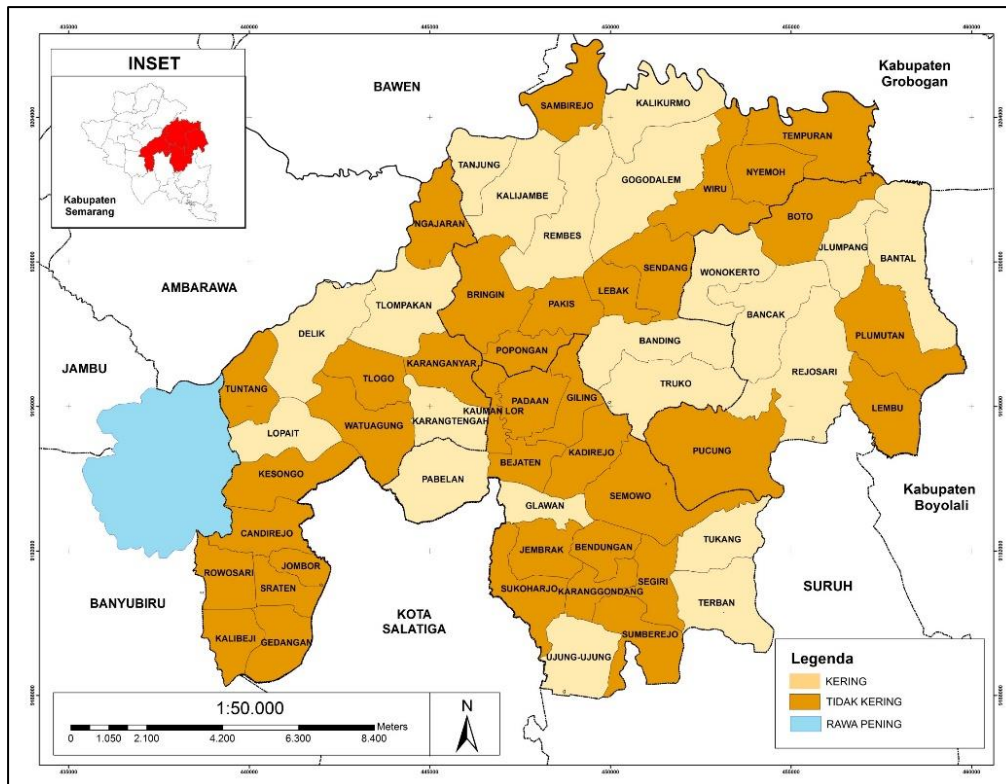 INSET
Kabupaten
Semarang
BAWEN
Kabupaten
Grobogan
SAMBIREJO
KALIKURMO
TEMPURAN
TANJUNG
KALIJAMBE
GOGODALEM
WIRU
NYEMOH
NGAJARAN
REMBES
BOTO
JLUMPANG
BANTAL
SENDANG
WONOKERTO
AMBARAWA
TLOMPAKAN
BRINGIN
PAKIS
LEBAK
BANCAK
DELIK
BANDING
PLUMUTAN
JAMBU
TUNTANG
TLOGO
KARANGANYAR
POPONGAN
TRUKO
REJOSARI
PADAAN
GILING
LEMBU
LOPAIT
WATUAGUNG
KARANGTENGAH
KAUMAN LOR
KESONGO
PABELAN
BEJATEN
KADIREJO
PUCUNG
SEMOWO
GLAWAN
Kabupaten
Boyolali
CANDIREJO
TUKANG
JEMBRAK
BENDUNGAN
ROWOSARI
JOMBOR
SRATEN
SUKOHARJO
KARANGGONDANG
SEGIRI
TERBAN
SURUH
BANYUBIRU
KOTA
SALATIGA
KALIBEJI
GEDANGAN
SUMBEREJO
UJUNG-UJUNG
1:50.000
Meters
0 1.050 2.100 4.200 6.300 8.400
N
Legenda
KERING
TIDAK KERING
RAWA PENING